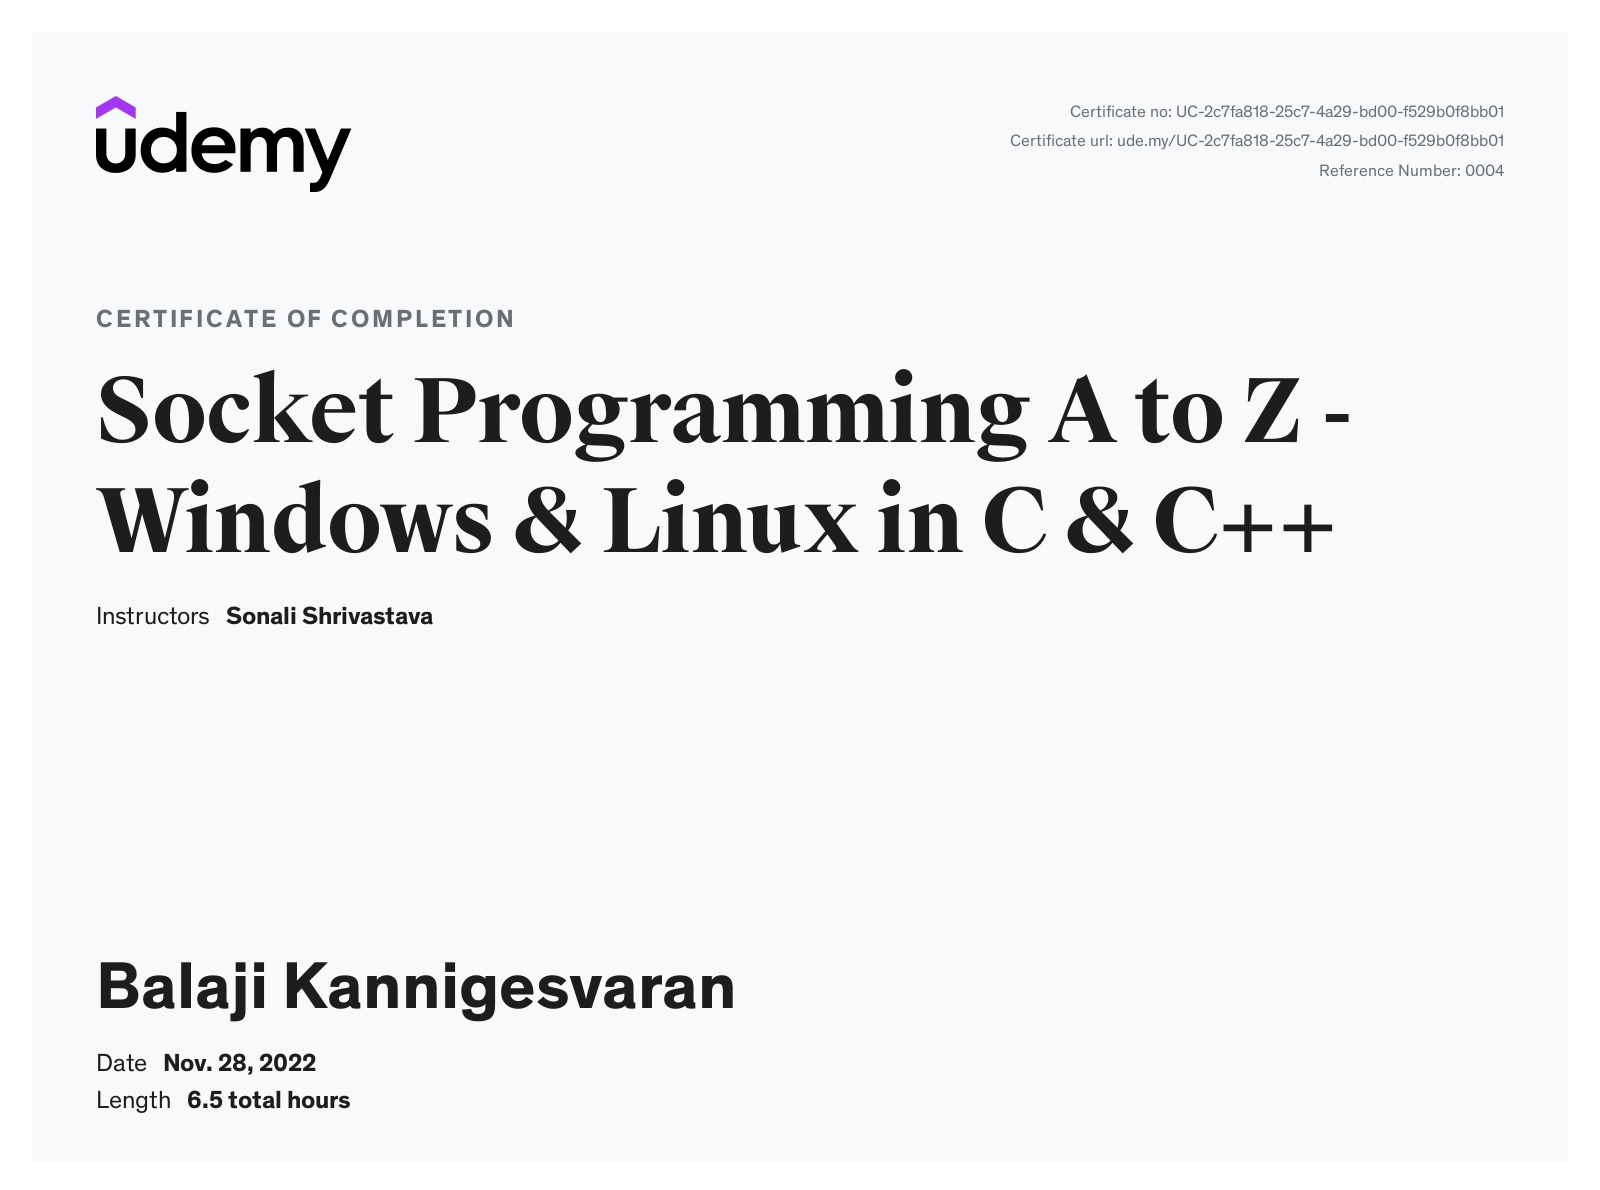 udemy
Certificate no: UC-2c7fa818-25c7-4a29-bd00-f529b0f8bb01
Certificate url: ude.my/UC-2c7fa818-25c7-4a29-bd00-f529b0f8bb01
Reference Number: 0004
CERTIFICATE OF COMPLETION
Socket Programming A to Z -
Windows & Linux in C & C++
Instructors Sonali Shrivastava
Balaji Kannigesvaran
Date Nov. 28, 2022
Length 6.5 total hours